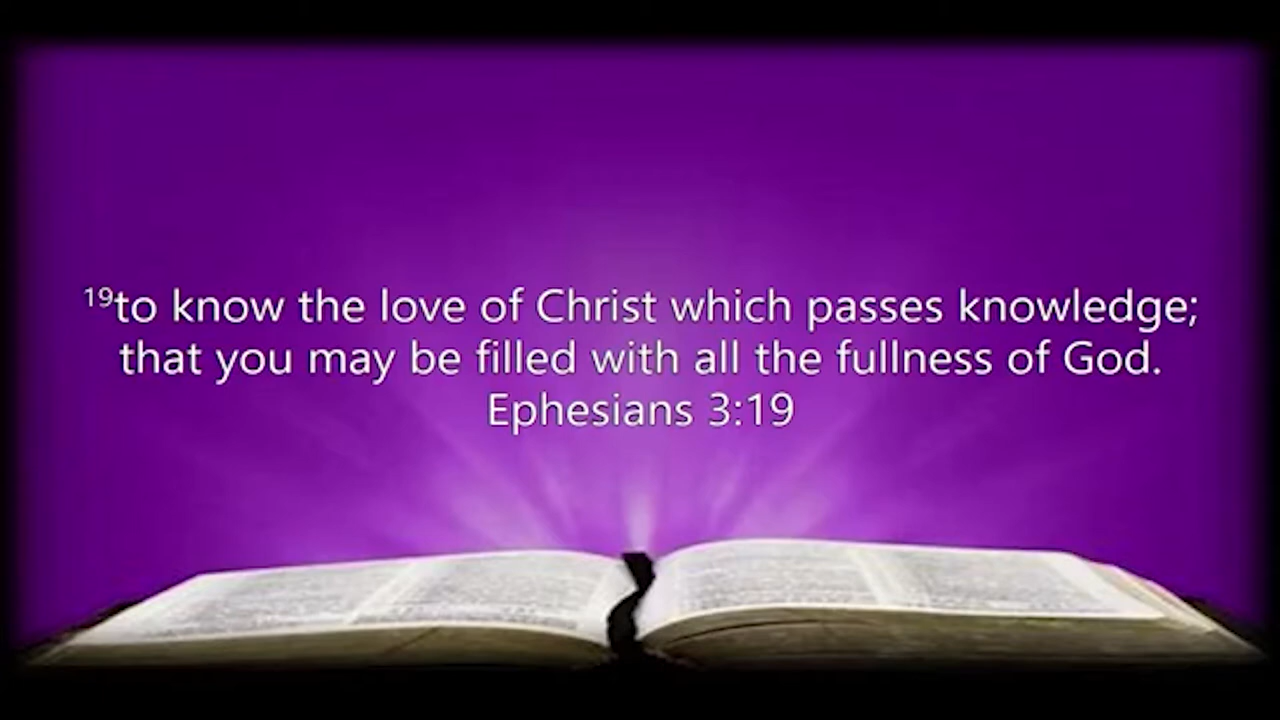 ¹⁹to know the love of Christ which passes knowledge;
that you may be filled with all the fullness of God.
Ephesians 3:19